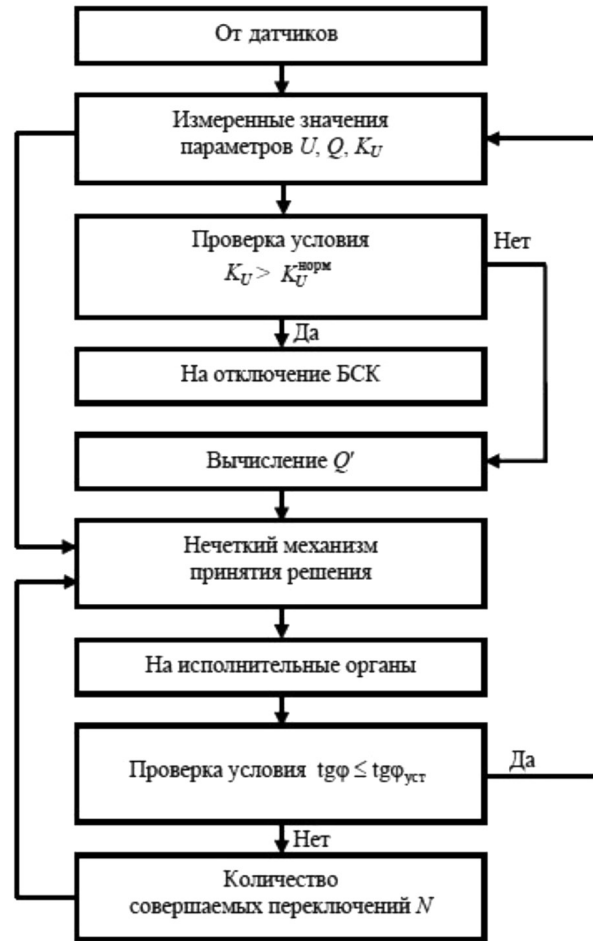 От датчиков
Измеренные значения
параметров U, Q, K_U
Проверка условия
K_U > K_U^норм
Нет
Да
На отключение БСК
Вычисление Q'
Нечеткий механизм
принятия решения
На исполнительные органы
Проверка условия tgφ ≤ tgφ_уст
Да
Нет
Количество
совершаемых переключений N